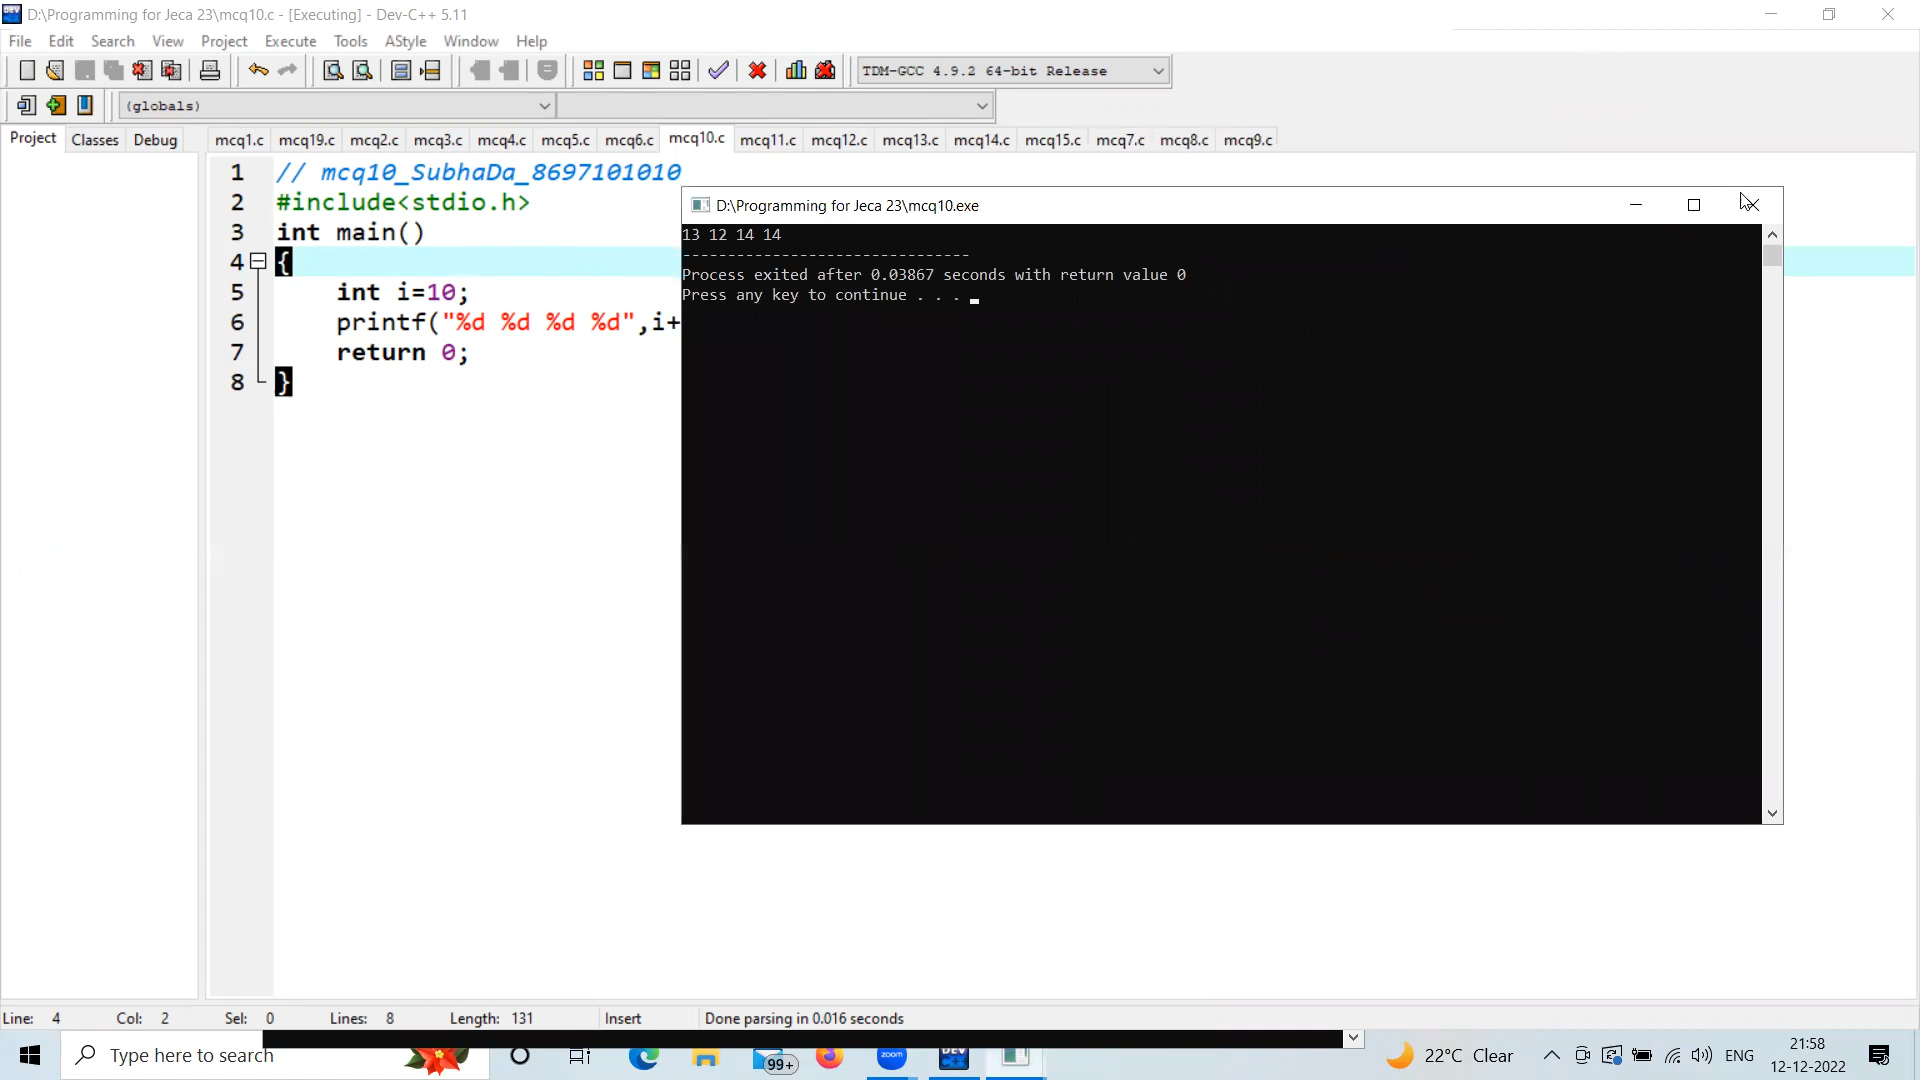 D:\Programming for Jeca 23\mcq10.c - [Executing] - Dev-C++ 5.11
File Edit Search View Project Execute Tools AStyle Window Help
TDM-GCC 4.9.2 64-bit Release
(globals)
Project Classes Debug mcq1.c mcq19.c mcq2.c mcq3.c mcq4.c mcq5.c mcq6.c mcq10.c mcq11.c mcq12.c mcq13.c mcq14.c mcq15.c mcq7.c mcq8.c mcq9.c
1 // mcq10_SubhaDa_8697101010
2 #include<stdio.h>
3 int main()
4 {
5 int i=10;
6 printf("%d %d %d %d",i+
7 return 0;
8 }
D:\Programming for Jeca 23\mcq10.exe
13 12 14 14
--------------------------------
Process exited after 0.03867 seconds with return value 0
Press any key to continue . . .
Line: 4 Col: 2 Sel: 0 Lines: 8 Length: 131 Insert Done parsing in 0.016 seconds
Type here to search 99+ zoom DEV C++ 22°C Clear ENG 21:58
12-12-2022